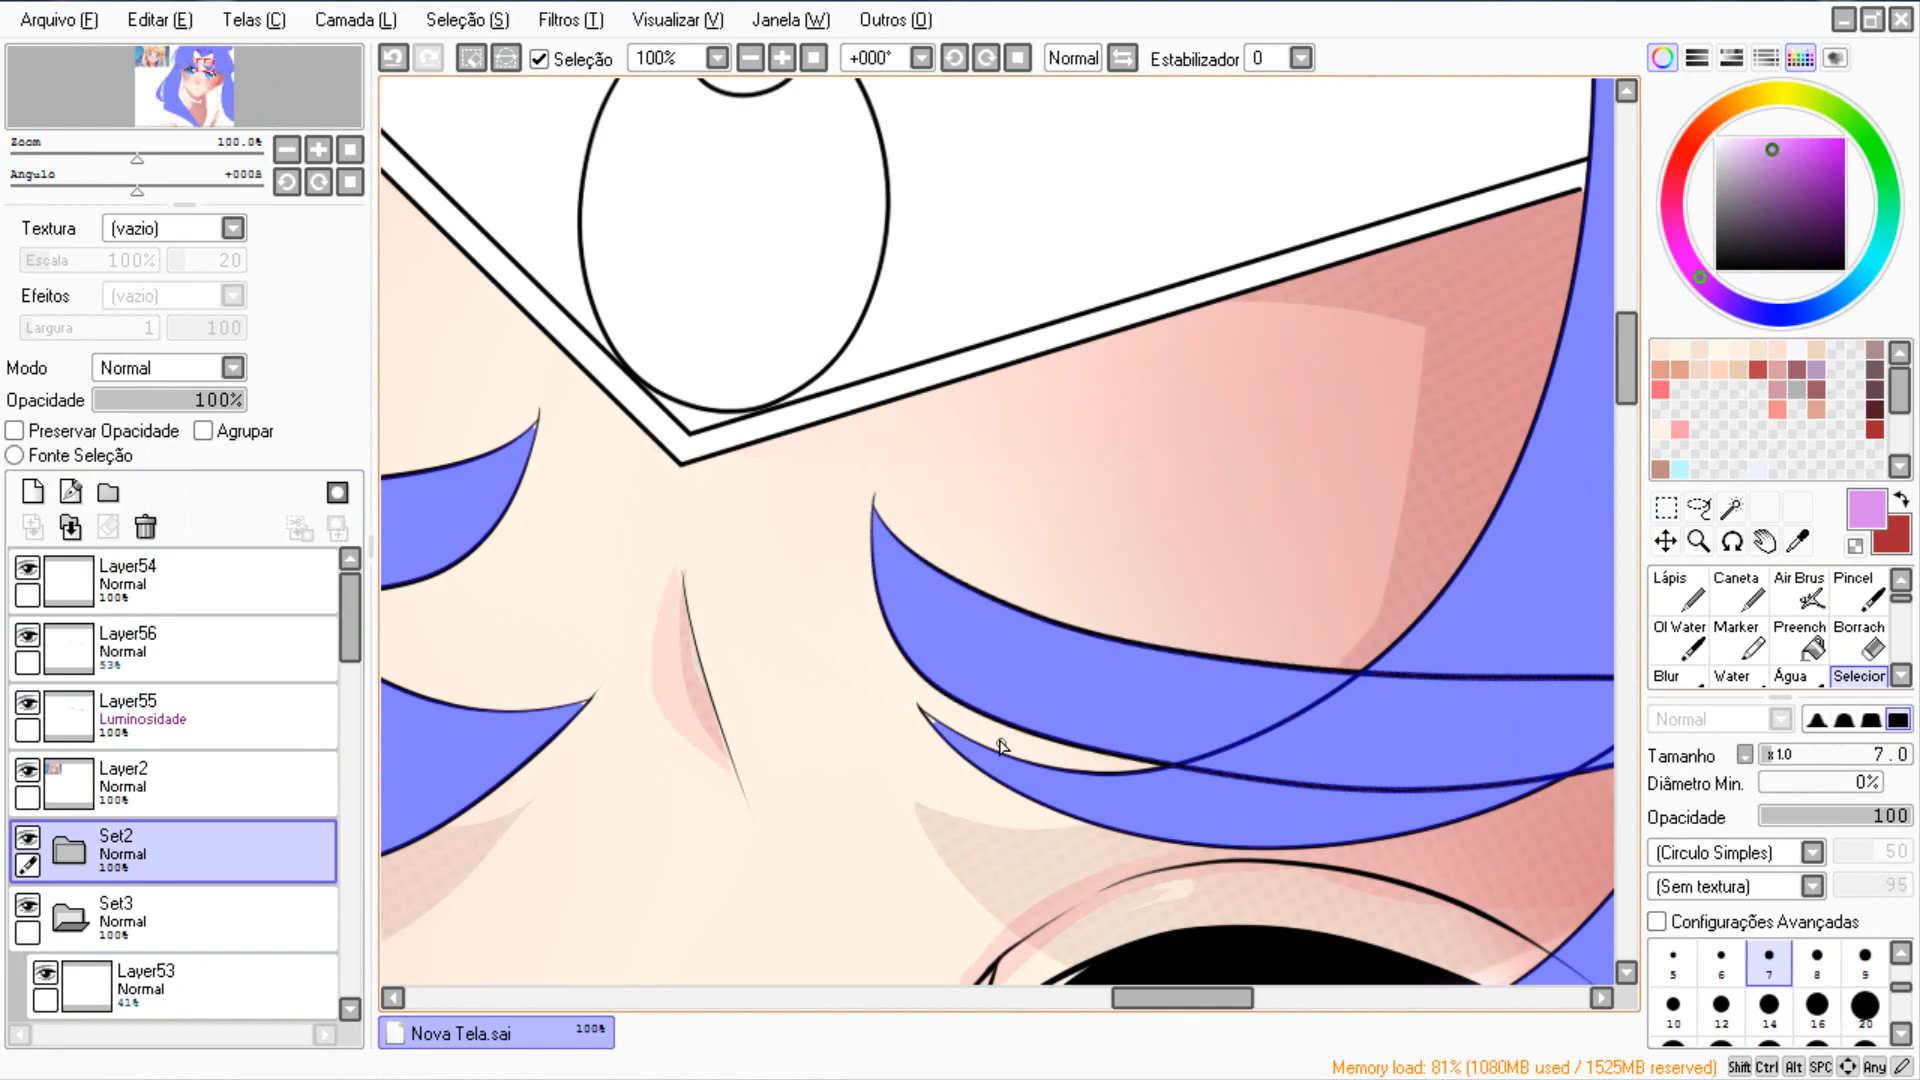 Arquivo (F) Editar (E) Telas (C) Camada (L) Seleção (S) Filtros (T) Visualizar (V) Janela (W) Outros (O)
Seleção 100% +000° Normal Estabilizador 0
Zoom 100.0%
Angulo +000ä
Textura (vazio)
Escala 100% 20
Efeitos (vazio)
Largura 1 100
Modo Normal
Opacidade 100%
Preservar Opacidade Agrupar
Fonte Seleção
Layer54
Normal
100%
Layer56
Normal
53%
Layer55
Luminosidade
100%
Layer2
Normal
100%
Set2
Normal
100%
Set3
Normal
100%
Layer53
Normal
41%
Nova Tela.sai 100%
Lápis Caneta Air Brus Pincel
Ol Water Marker Preench Borrach
Blur Water Água Selecior
Normal
Tamanho x1.0 7.0
Diâmetro Min. 0%
Opacidade 100
(Circulo Simples) 50
(Sem textura) 95
Configurações Avançadas
5 6 7 8 9
10 12 14 16 20
Memory load: 81% (1080MB used / 1525MB reserved) Shift Ctrl Alt SPC Any